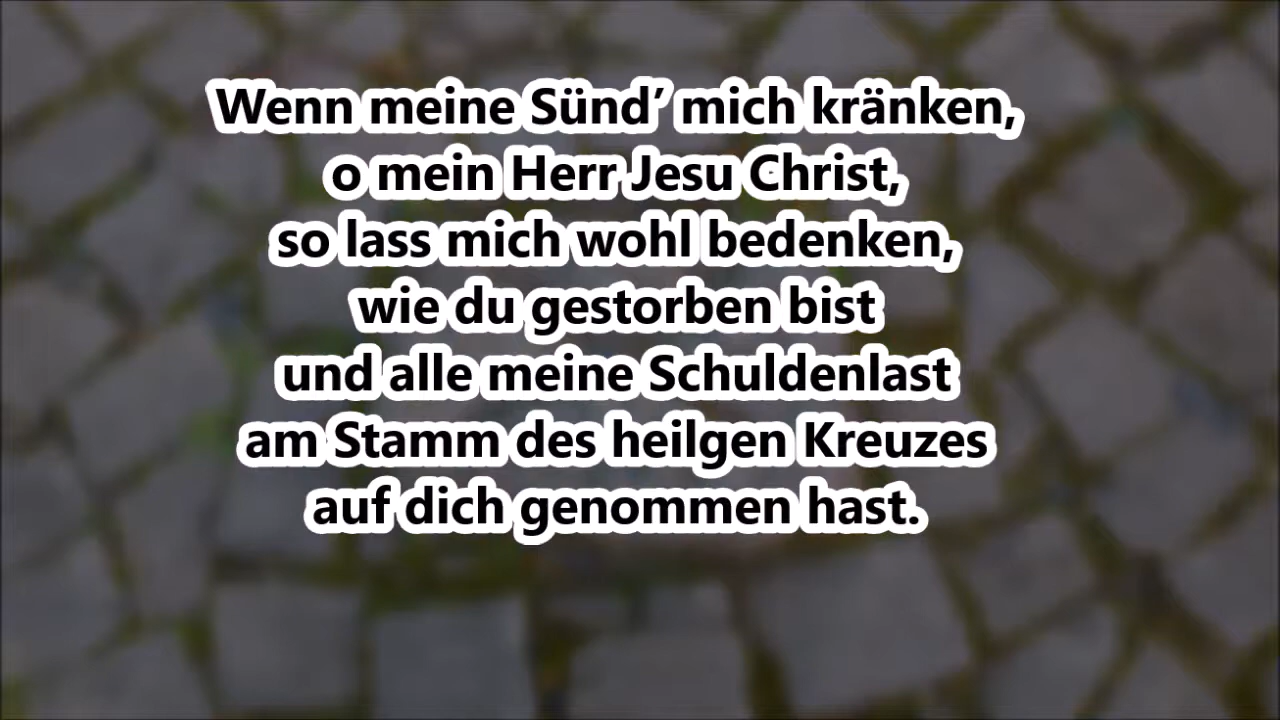 Wenn meine Sünd’ mich kränken,
o mein Herr Jesu Christ,
so lass mich wohl bedenken,
wie du gestorben bist
und alle meine Schuldenlast
am Stamm des heilgen Kreuzes
auf dich genommen hast.